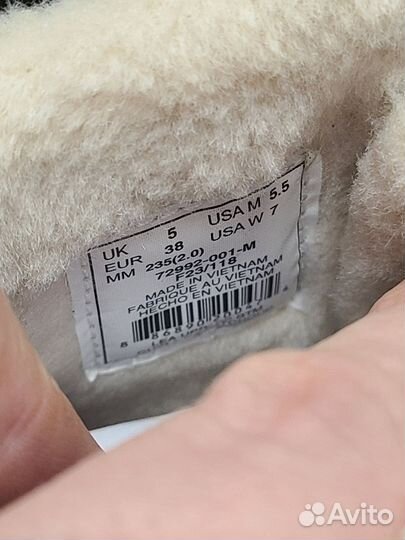 UK 5 USA M 5.5
EUR 38 USA W 7
MM 235(2.0)
72992-001-M
F23/118
MADE IN VIETNAM
FABRIQUE AU VIETNAM
HECHO EN VIETNAM
Avito